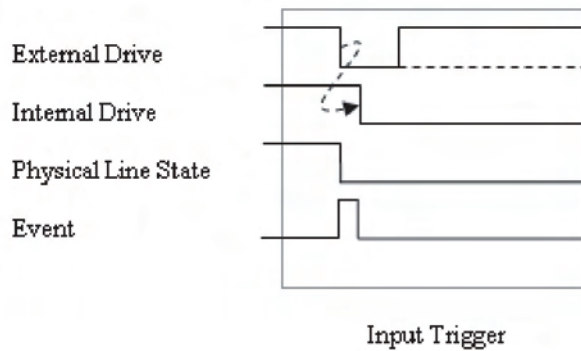 External Drive
Internal Drive
Physical Line State
Event
Input Trigger